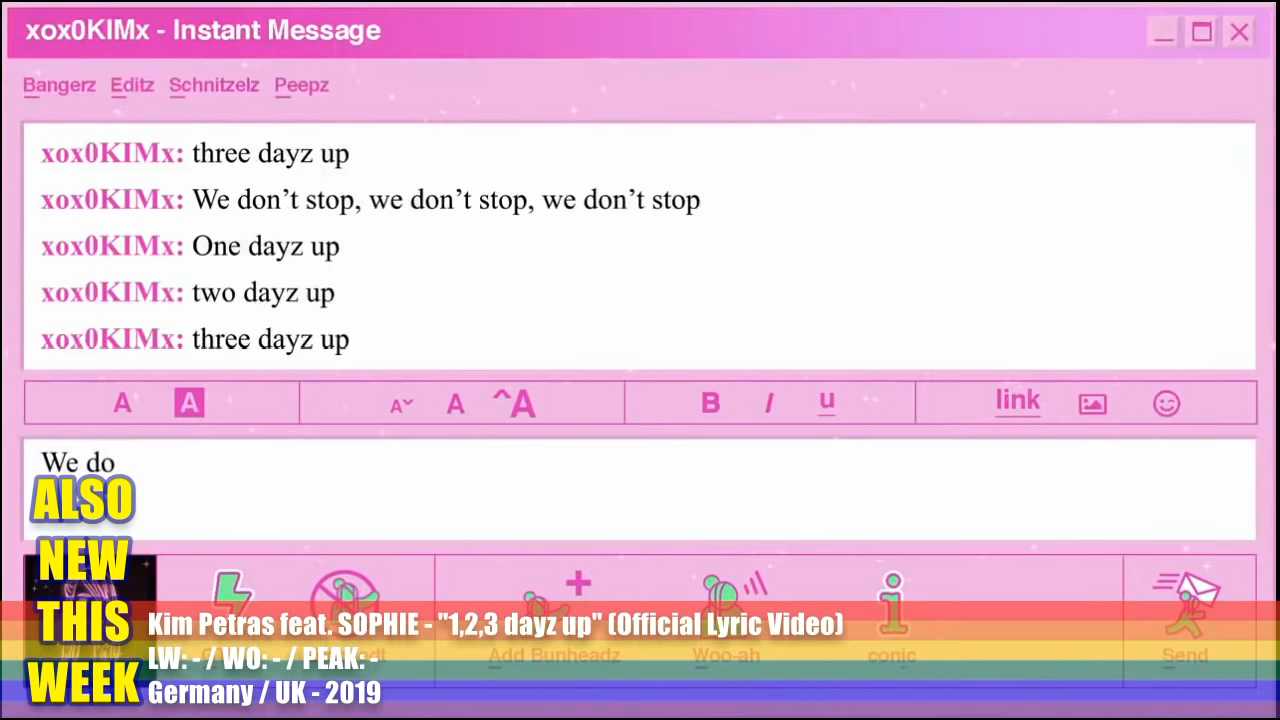 xox0KIMx - Instant Message
Bangerz Editz Schnitzelz Peepz
xox0KIMx: three dayz up
xox0KIMx: We don't stop, we don't stop, we don't stop
xox0KIMx: One dayz up
xox0KIMx: two dayz up
xox0KIMx: three dayz up
A A A A A B I u link
We do
ALSO
NEW
THIS
WEEK
Kim Petras feat. SOPHIE - "1,2,3 dayz up" (Official Lyric Video)
LW: - / WO: - / PEAK: -
Germany / UK - 2019
Add Bunheadz Woo-ah conic Send